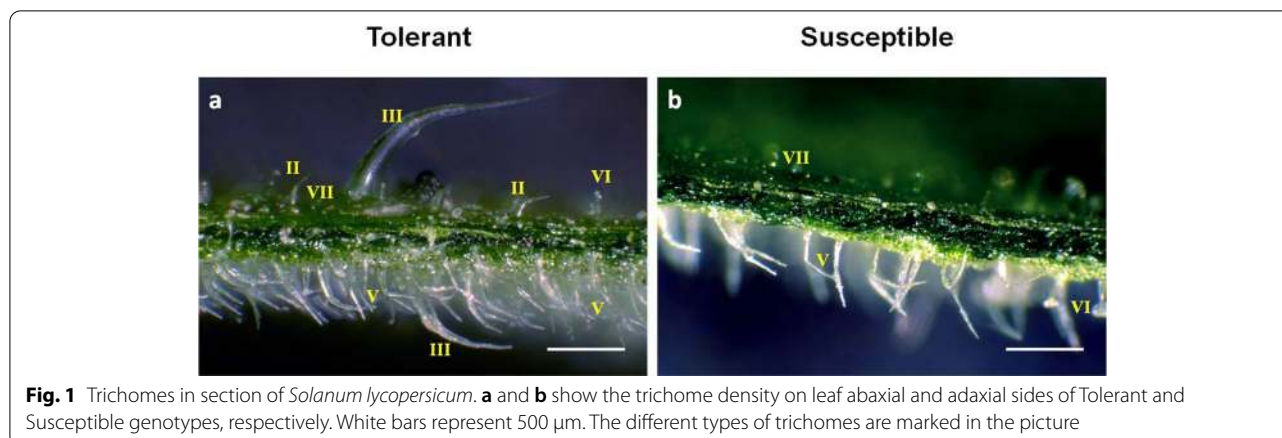 Tolerant
Susceptible
a
III
II
VII
II
VI
V
V
III
b
VII
V
VI
Fig. 1 Trichomes in section of Solanum lycopersicum. a and b show the trichome density on leaf abaxial and adaxial sides of Tolerant and
Susceptible genotypes, respectively. White bars represent 500 μm. The different types of trichomes are marked in the picture